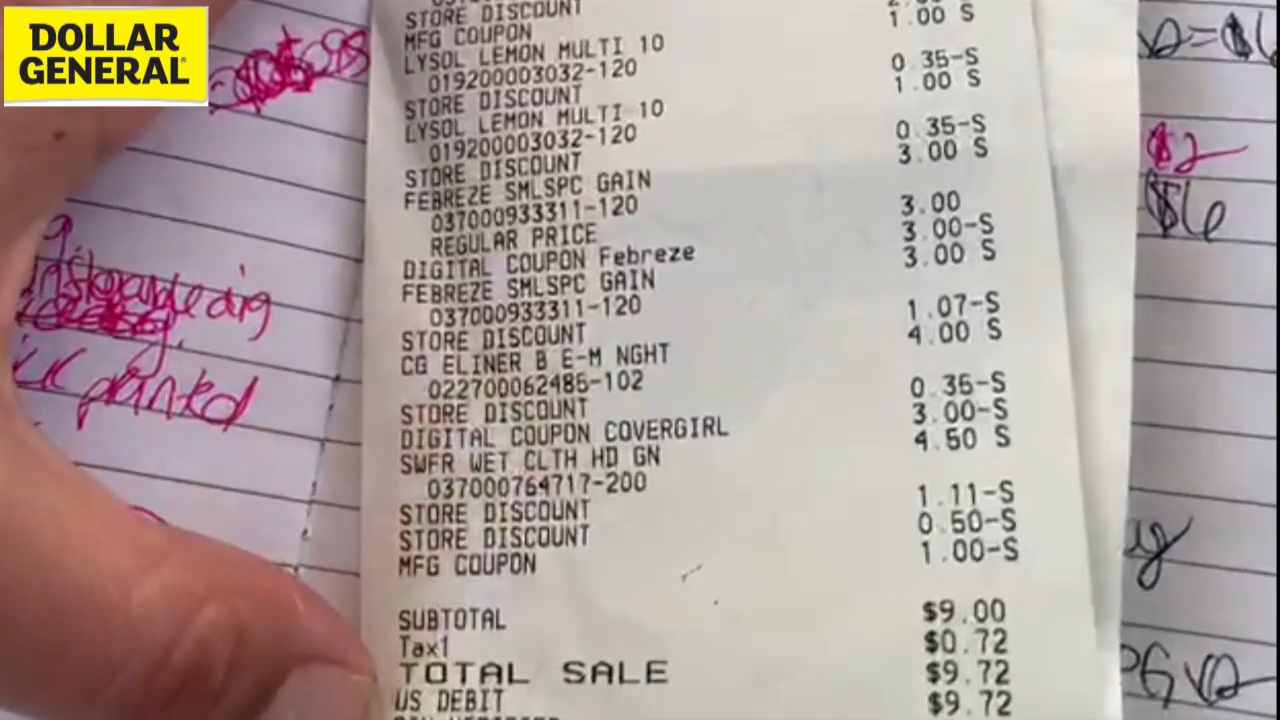 DOLLAR
GENERAL
STORE DISCOUNT
MFG COUPON 1.00 S
LYSOL LEMON MULTI 10
019200003032-120 0.35-S
STORE DISCOUNT 1.00 S
LYSOL LEMON MULTI 10
019200003032-120 0.35-S
STORE DISCOUNT 3.00 S
FEBREZE SMLSPC GAIN
037000933311-120 3.00
REGULAR PRICE 3.00-S
DIGITAL COUPON Febreze 3.00 S
FEBREZE SMLSPC GAIN
037000933311-120 1.07-S
STORE DISCOUNT 4.00 S
CG ELINER B E-M NGHT
022700062485-102 0.35-S
STORE DISCOUNT 3.00-S
DIGITAL COUPON COVERGIRL 4.50 S
SWFR WET CLTH HD GN
037000764717-200 1.11-S
STORE DISCOUNT 0.50-S
STORE DISCOUNT 1.00-S
MFG COUPON
SUBTOTAL $9.00
Tax1 $0.72
TOTAL SALE $9.72
US DEBIT $9.72
dig
printed
$2
$6